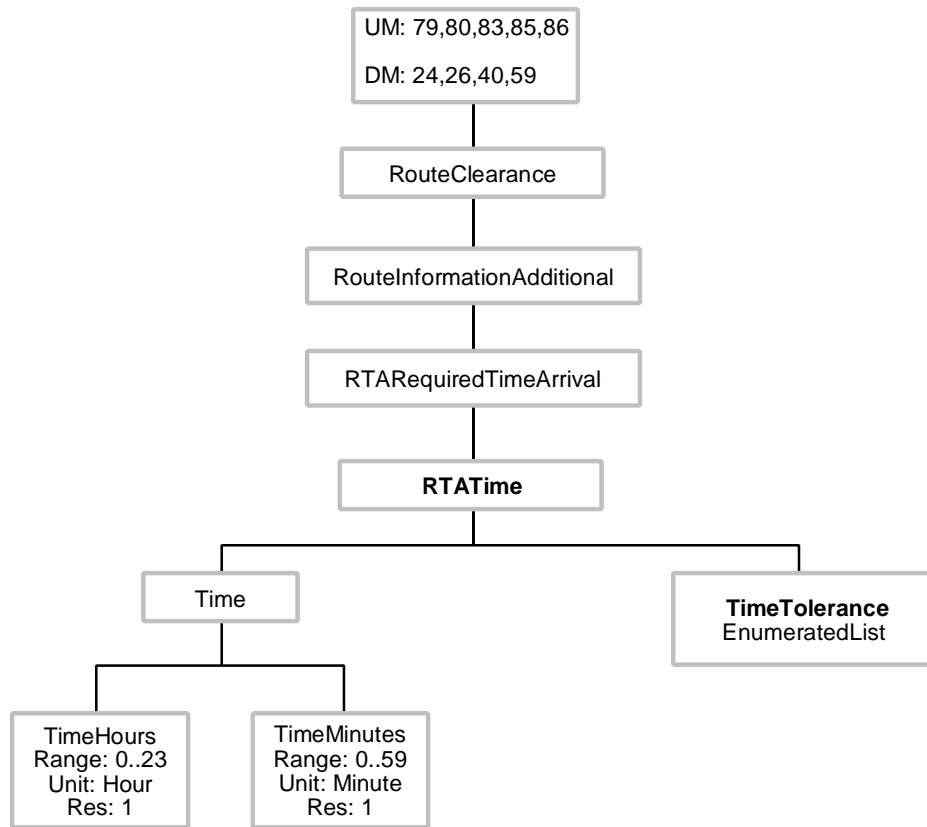 UM: 79,80,83,85,86
DM: 24,26,40,59
RouteClearance
RouteInformationAdditional
RTARequiredTimeArrival
RTATime
Time
TimeTolerance
EnumeratedList
TimeHours
Range: 0..23
Unit: Hour
Res: 1
TimeMinutes
Range: 0..59
Unit: Minute
Res: 1